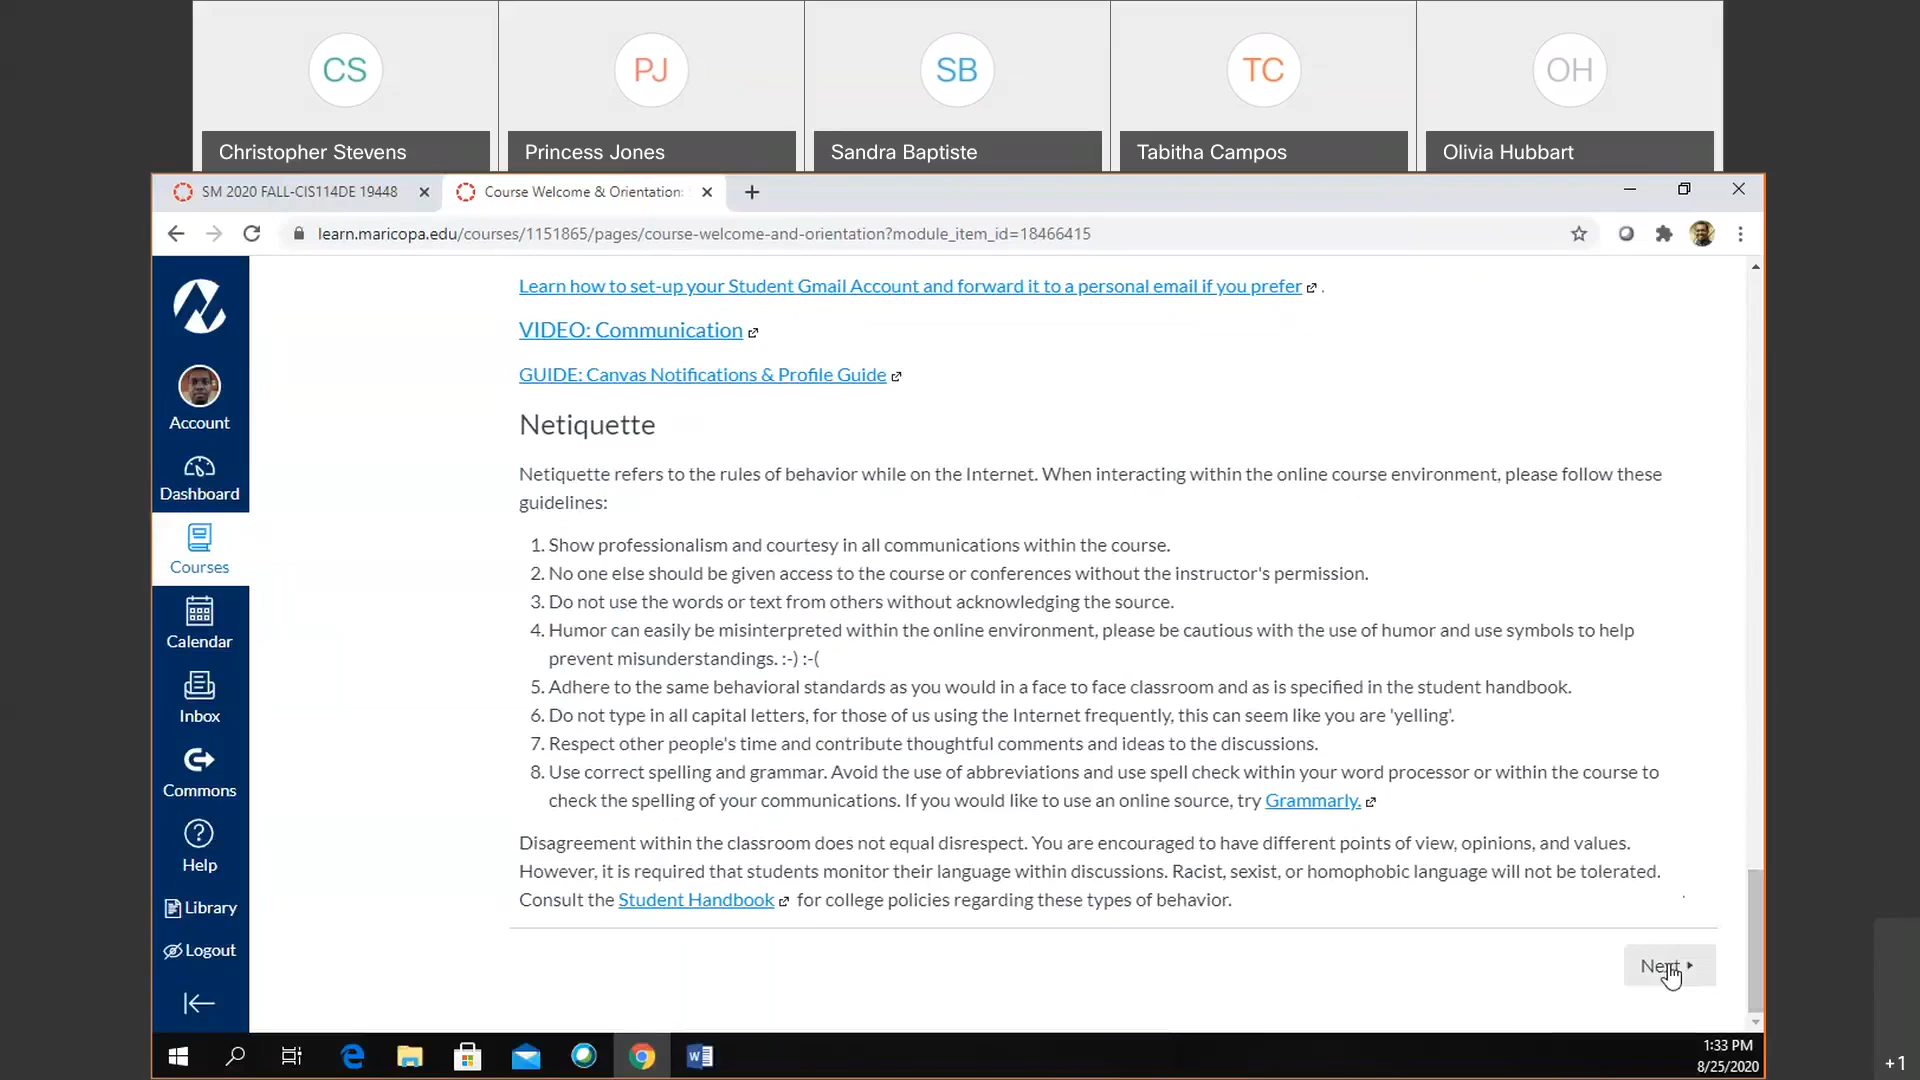 CS
PJ
SB
TC
OH
Christopher Stevens
Princess Jones
Sandra Baptiste
Tabitha Campos
Olivia Hubbart
SM 2020 FALL-CIS114DE 19448
Course Welcome & Orientation:
learn.maricopa.edu/courses/1151865/pages/course-welcome-and-orientation?module_item_id=18466415
Account
Dashboard
Courses
Calendar
Inbox
Commons
Help
Library
Logout
Learn how to set-up your Student Gmail Account and forward it to a personal email if you prefer .
VIDEO: Communication
GUIDE: Canvas Notifications & Profile Guide
Netiquette
Netiquette refers to the rules of behavior while on the Internet. When interacting within the online course environment, please follow these
guidelines:
1. Show professionalism and courtesy in all communications within the course.
2. No one else should be given access to the course or conferences without the instructor's permission.
3. Do not use the words or text from others without acknowledging the source.
4. Humor can easily be misinterpreted within the online environment, please be cautious with the use of humor and use symbols to help
prevent misunderstandings. :-) :-(
5. Adhere to the same behavioral standards as you would in a face to face classroom and as is specified in the student handbook.
6. Do not type in all capital letters, for those of us using the Internet frequently, this can seem like you are 'yelling'.
7. Respect other people's time and contribute thoughtful comments and ideas to the discussions.
8. Use correct spelling and grammar. Avoid the use of abbreviations and use spell check within your word processor or within the course to
check the spelling of your communications. If you would like to use an online source, try Grammarly.
Disagreement within the classroom does not equal disrespect. You are encouraged to have different points of view, opinions, and values.
However, it is required that students monitor their language within discussions. Racist, sexist, or homophobic language will not be tolerated.
Consult the Student Handbook for college policies regarding these types of behavior.
Next
1:33 PM
8/25/2020
+1